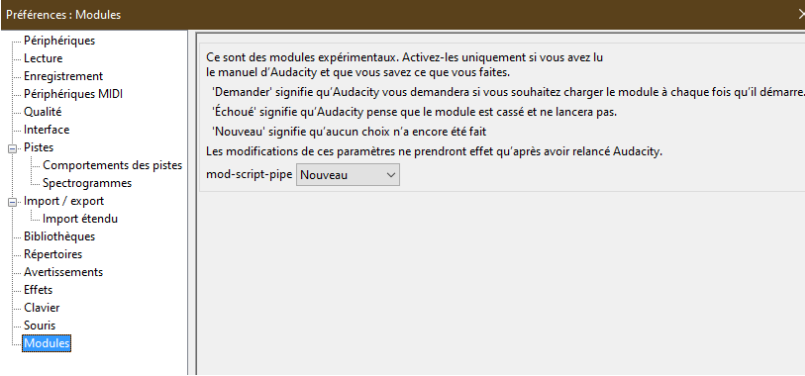 Préférences : Modules
Périphériques
Lecture
Enregistrement
Périphériques MIDI
Qualité
Interface
Pistes
Comportements des pistes
Spectrogrammes
Import / export
Import étendu
Bibliothèques
Répertoires
Avertissements
Effets
Clavier
Souris
Modules
Ce sont des modules expérimentaux. Activez-les uniquement si vous avez lu
le manuel d'Audacity et que vous savez ce que vous faites.
'Demander' signifie qu'Audacity vous demandera si vous souhaitez charger le module à chaque fois qu'il démarre.
'Échoué' signifie qu'Audacity pense que le module est cassé et ne lancera pas.
'Nouveau' signifie qu'aucun choix n'a encore été fait
Les modifications de ces paramètres ne prendront effet qu'après avoir relancé Audacity.
mod-script-pipe Nouveau